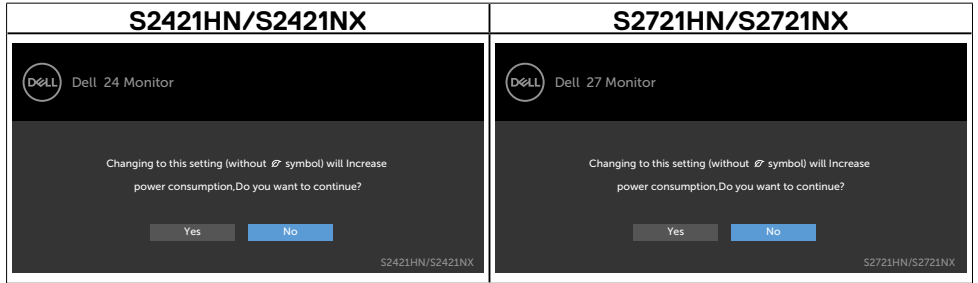 S2421HN/S2421NX
S2721HN/S2721NX
DELL Dell 24 Monitor
Changing to this setting (without symbol) will Increase
power consumption,Do you want to continue?
Yes No
S2421HN/S2421NX
DELL Dell 27 Monitor
Changing to this setting (without symbol) will Increase
power consumption,Do you want to continue?
Yes No
S2721HN/S2721NX